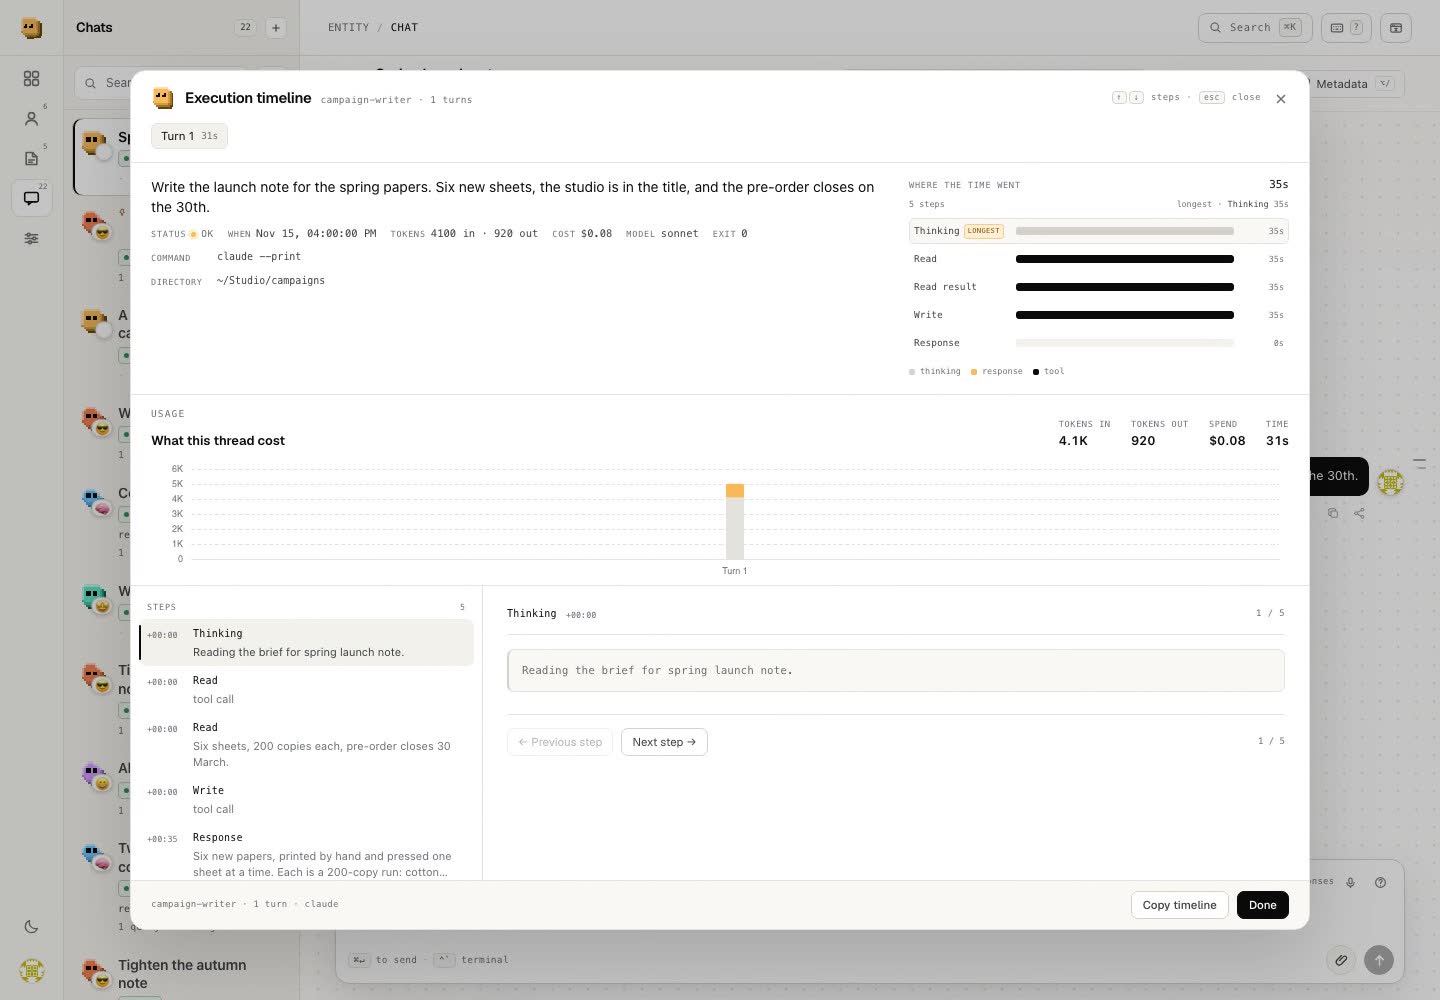 Chats
22
+
ENTITY / CHAT
Search ⌘K
?
6
5
22
Sear
Metadata ⌥/
Execution timeline campaign-writer · 1 turns
↑ ↓ steps · esc close
Turn 1 31s
Write the launch note for the spring papers. Six new sheets, the studio is in the title, and the pre-order closes on
the 30th.
STATUS OK WHEN Nov 15, 04:00:00 PM TOKENS 4100 in · 920 out COST $0.08 MODEL sonnet EXIT 0
COMMAND claude --print
DIRECTORY ~/Studio/campaigns
WHERE THE TIME WENT 35s
5 steps longest · Thinking 35s
Thinking LONGEST 35s
Read 35s
Read result 35s
Write 35s
Response 0s
thinking response tool
USAGE
What this thread cost
TOKENS IN TOKENS OUT SPEND TIME
4.1K 920 $0.08 31s
6K
5K
4K
3K
2K
1K
0
Turn 1
he 30th.
STEPS 5
+00:00 Thinking
Reading the brief for spring launch note.
+00:00 Read
tool call
+00:00 Read
Six sheets, 200 copies each, pre-order closes 30
March.
+00:00 Write
tool call
+00:35 Response
Six new papers, printed by hand and pressed one
sheet at a time. Each is a 200-copy run: cotton…
Thinking +00:00 1 / 5
Reading the brief for spring launch note.
← Previous step Next step → 1 / 5
campaign-writer · 1 turn · claude
Copy timeline Done
Tighten the autumn
note
nses
⌘↵ to send · ⌃` terminal